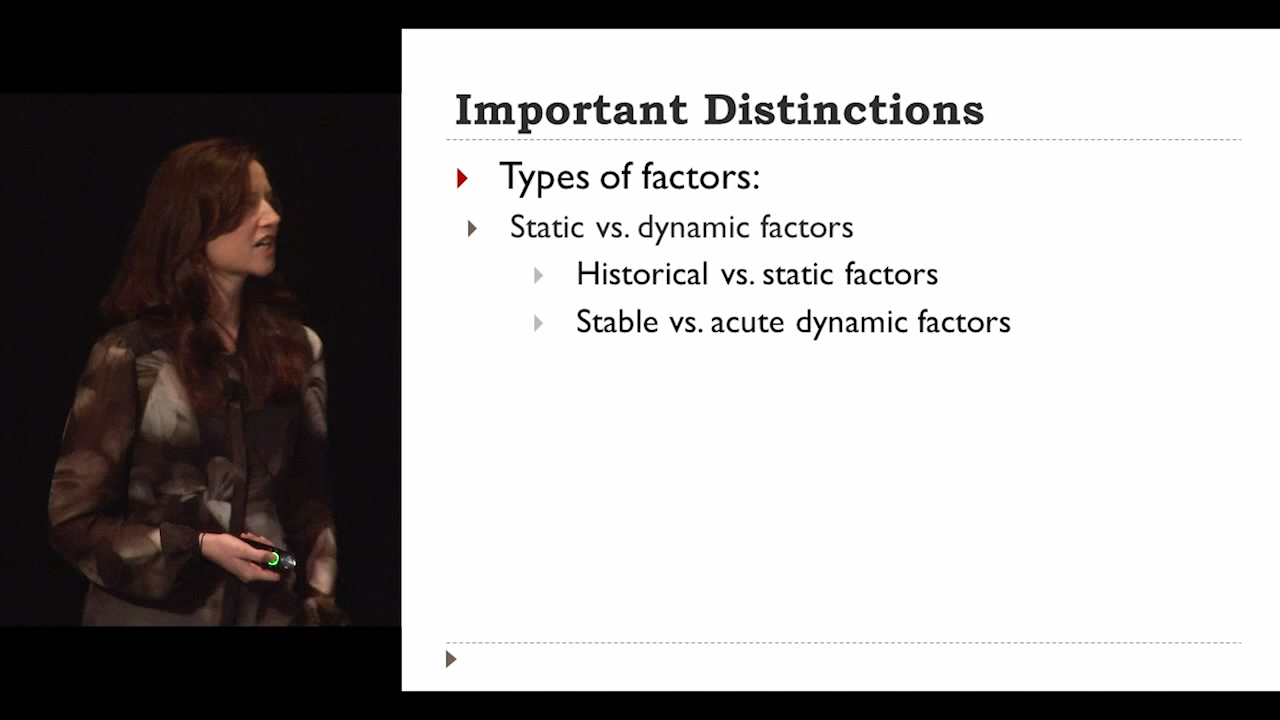 Important Distinctions
Types of factors:
Static vs. dynamic factors
Historical vs. static factors
Stable vs. acute dynamic factors